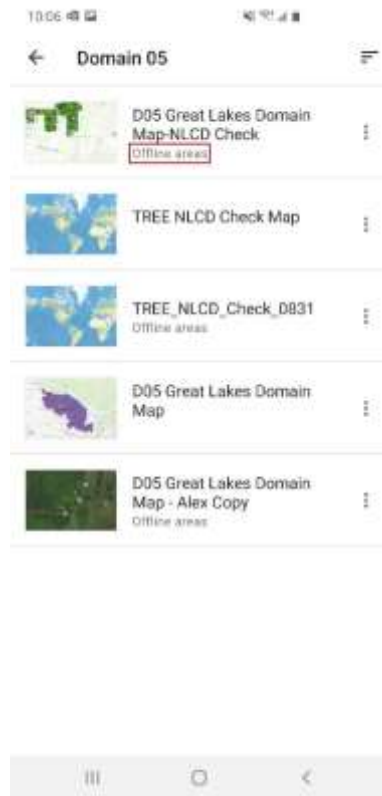 10:06
Domain 05
D05 Great Lakes Domain
Map-NLCD Check
Offline areas
TREE NLCD Check Map
TREE_NLCD_Check_0831
Offline areas
D05 Great Lakes Domain
Map
D05 Great Lakes Domain
Map - Alex Copy
Offline areas